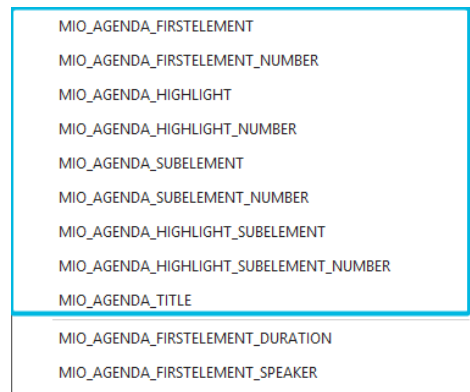 MIO_AGENDA_FIRSTELEMENT
MIO_AGENDA_FIRSTELEMENT_NUMBER
MIO_AGENDA_HIGHLIGHT
MIO_AGENDA_HIGHLIGHT_NUMBER
MIO_AGENDA_SUBELEMENT
MIO_AGENDA_SUBELEMENT_NUMBER
MIO_AGENDA_HIGHLIGHT_SUBELEMENT
MIO_AGENDA_HIGHLIGHT_SUBELEMENT_NUMBER
MIO_AGENDA_TITLE
MIO_AGENDA_FIRSTELEMENT_DURATION
MIO_AGENDA_FIRSTELEMENT_SPEAKER